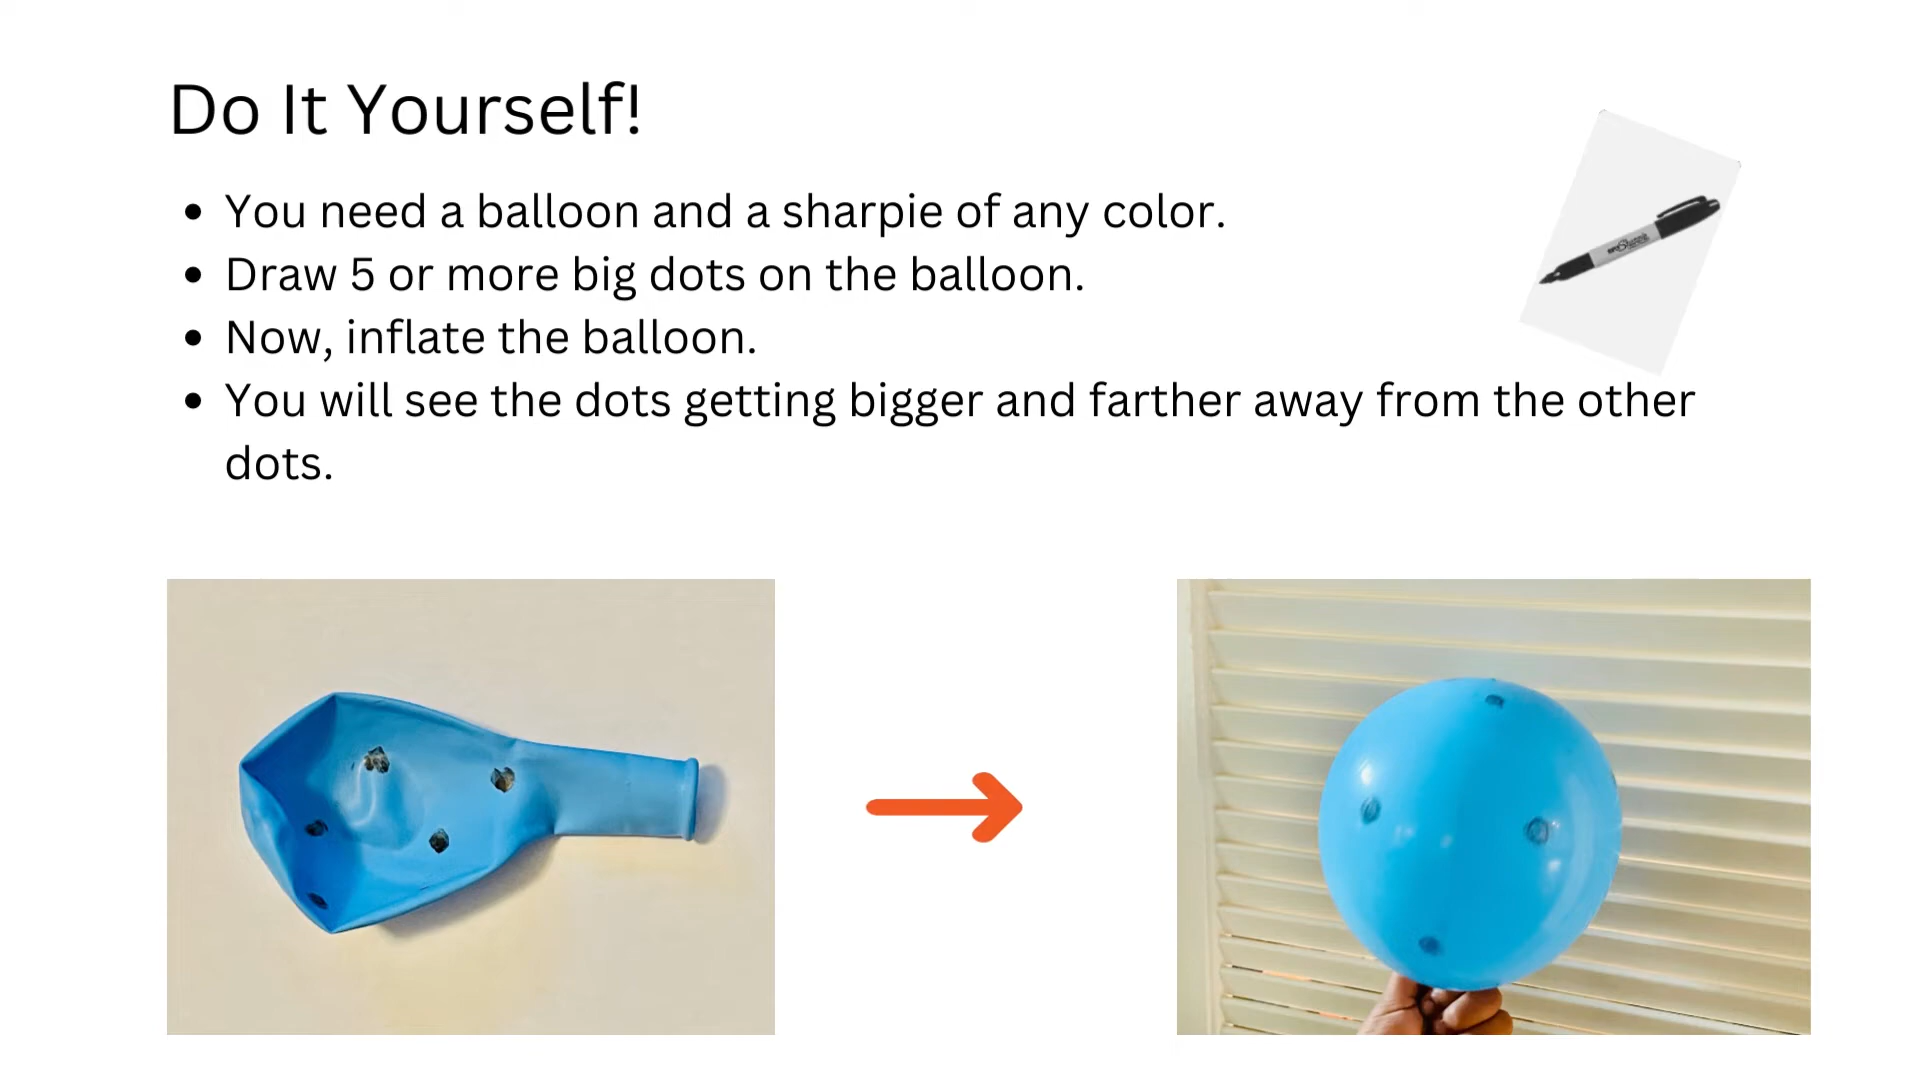 Do It Yourself!
• You need a balloon and a sharpie of any color.
• Draw 5 or more big dots on the balloon.
• Now, inflate the balloon.
• You will see the dots getting bigger and farther away from the other
dots.